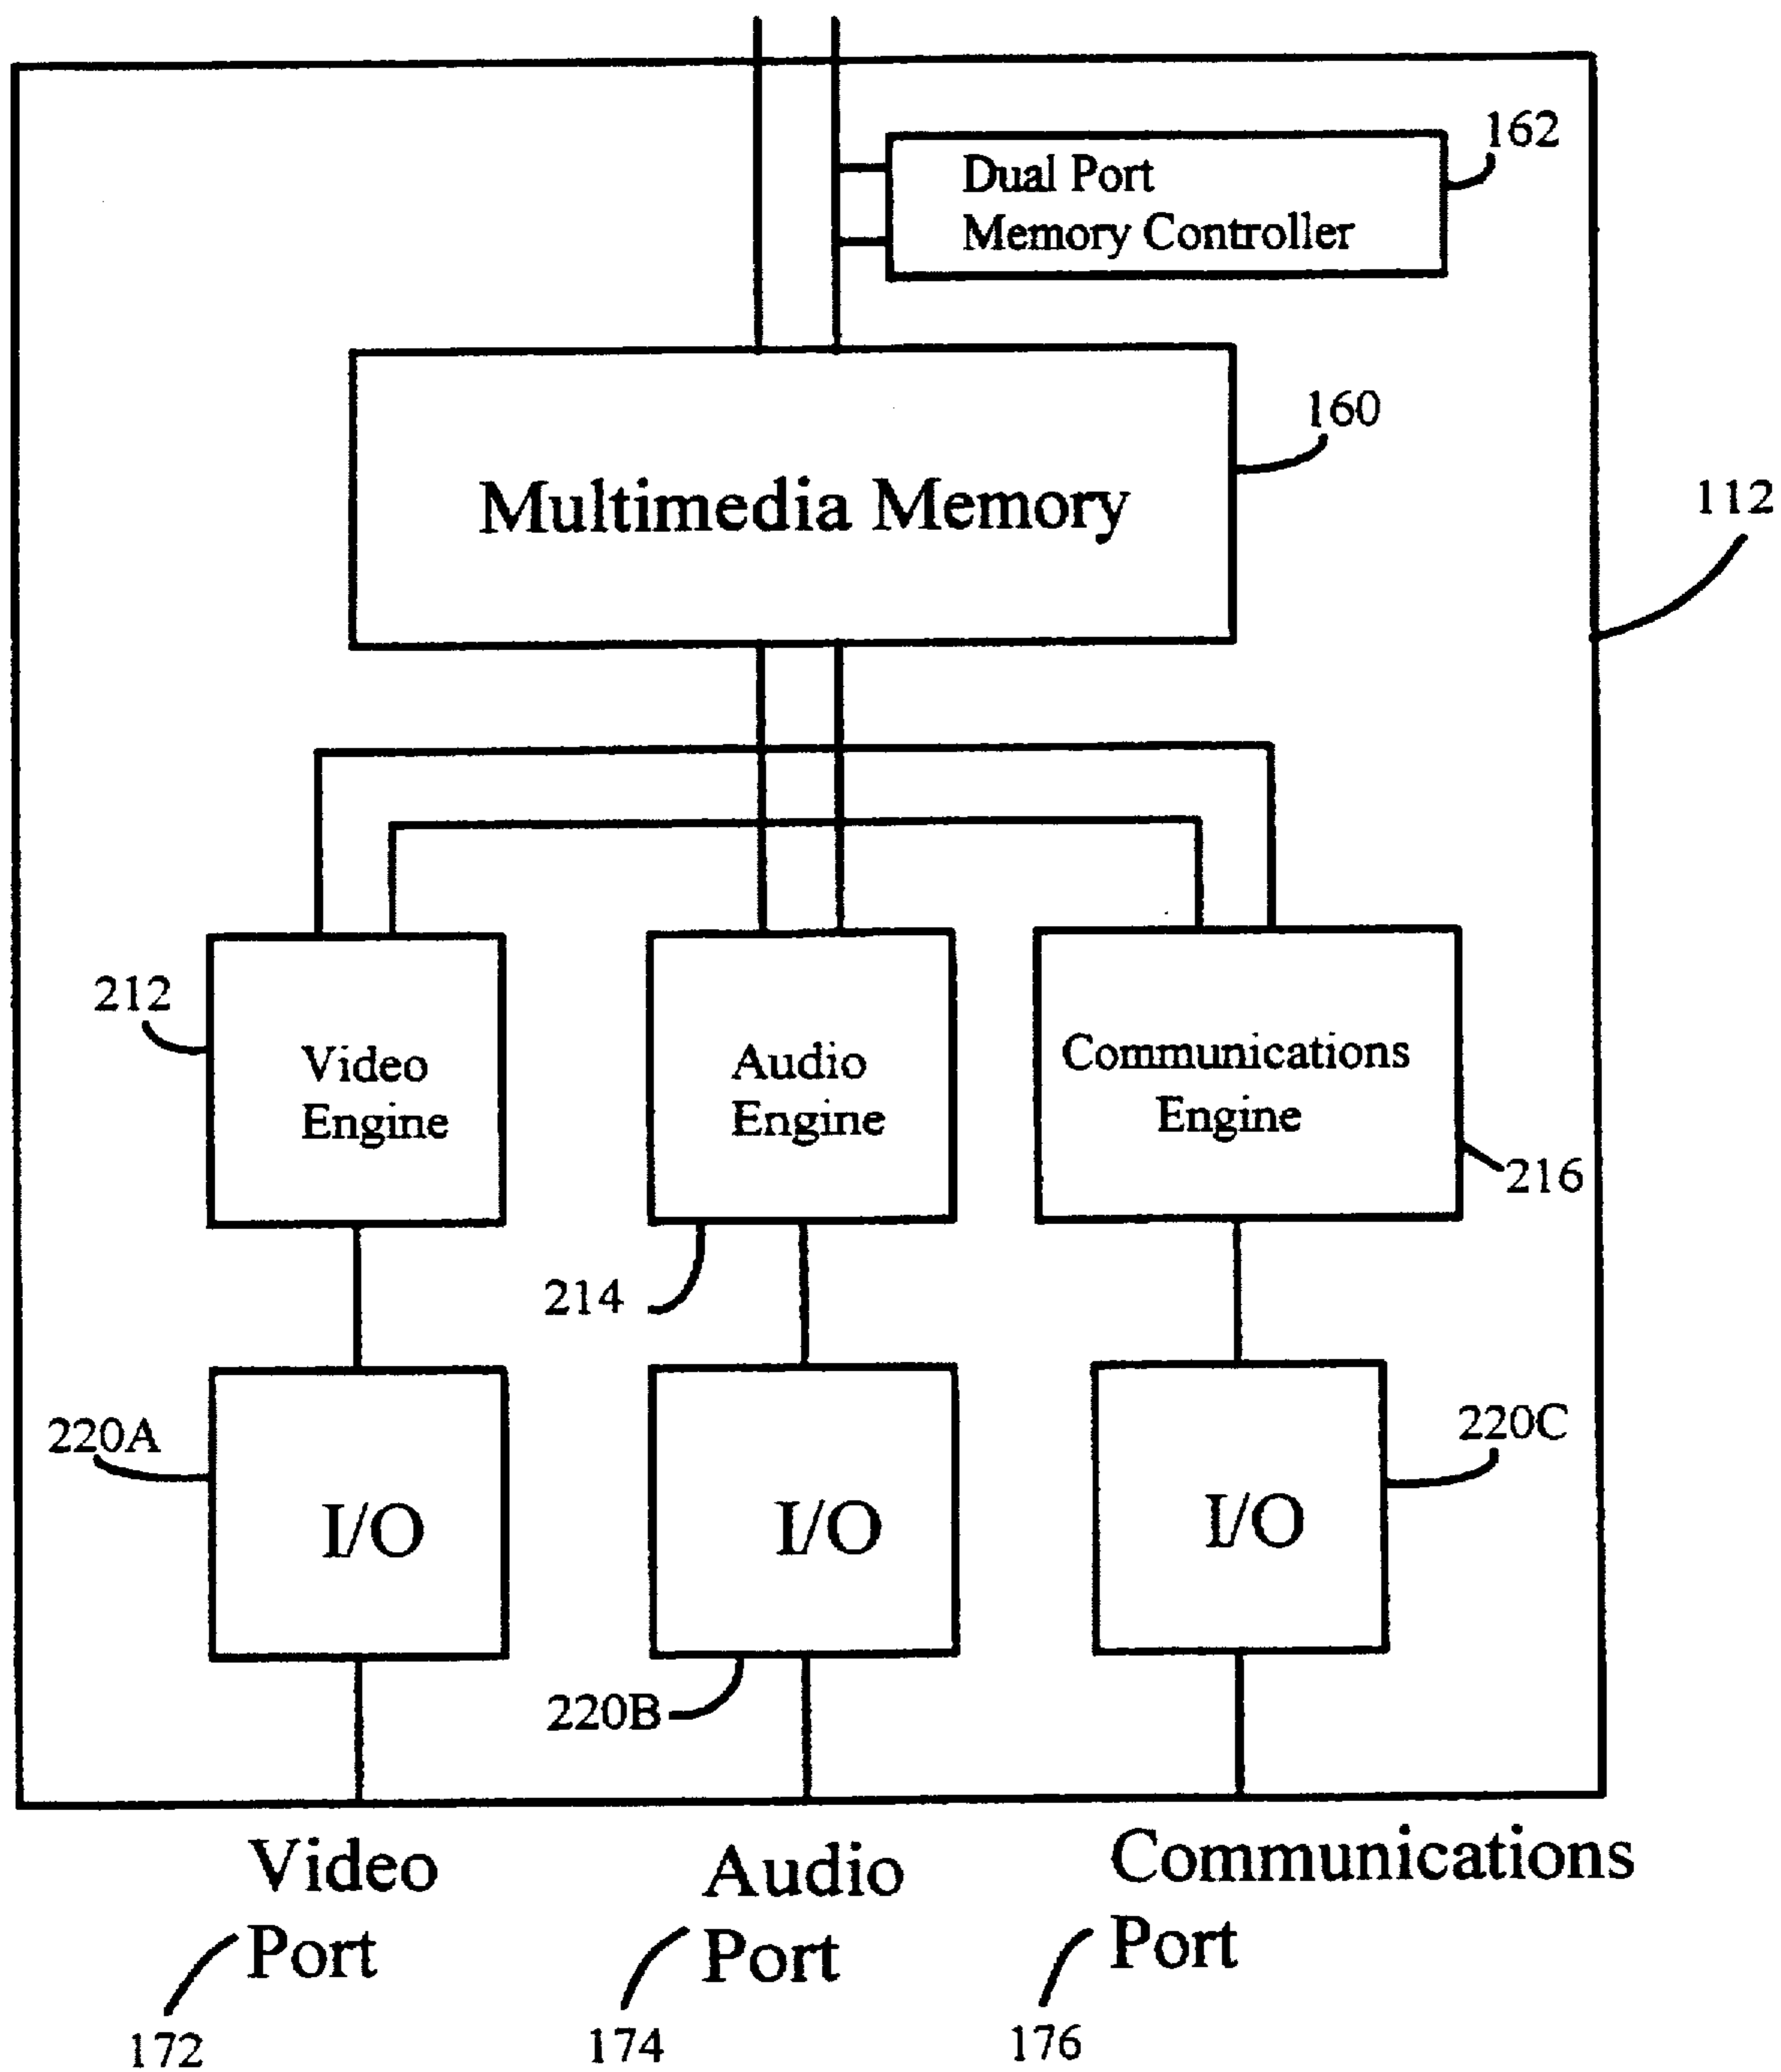 162
Dual Port
Memory Controller
160
Multimedia Memory
112
212
Video
Engine
Audio
Engine
Communications
Engine
216
214
220A
I/O
I/O
220C
I/O
220B
Video
Port
Audio
Port
Communications
Port
172
174
176